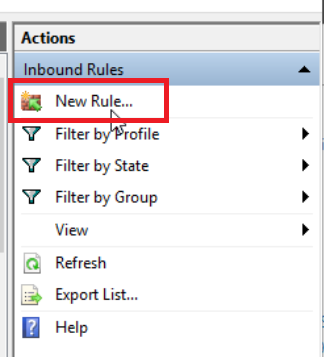 Actions
Inbound Rules
New Rule...
Filter by Profile
Filter by State
Filter by Group
View
Refresh
Export List...
Help